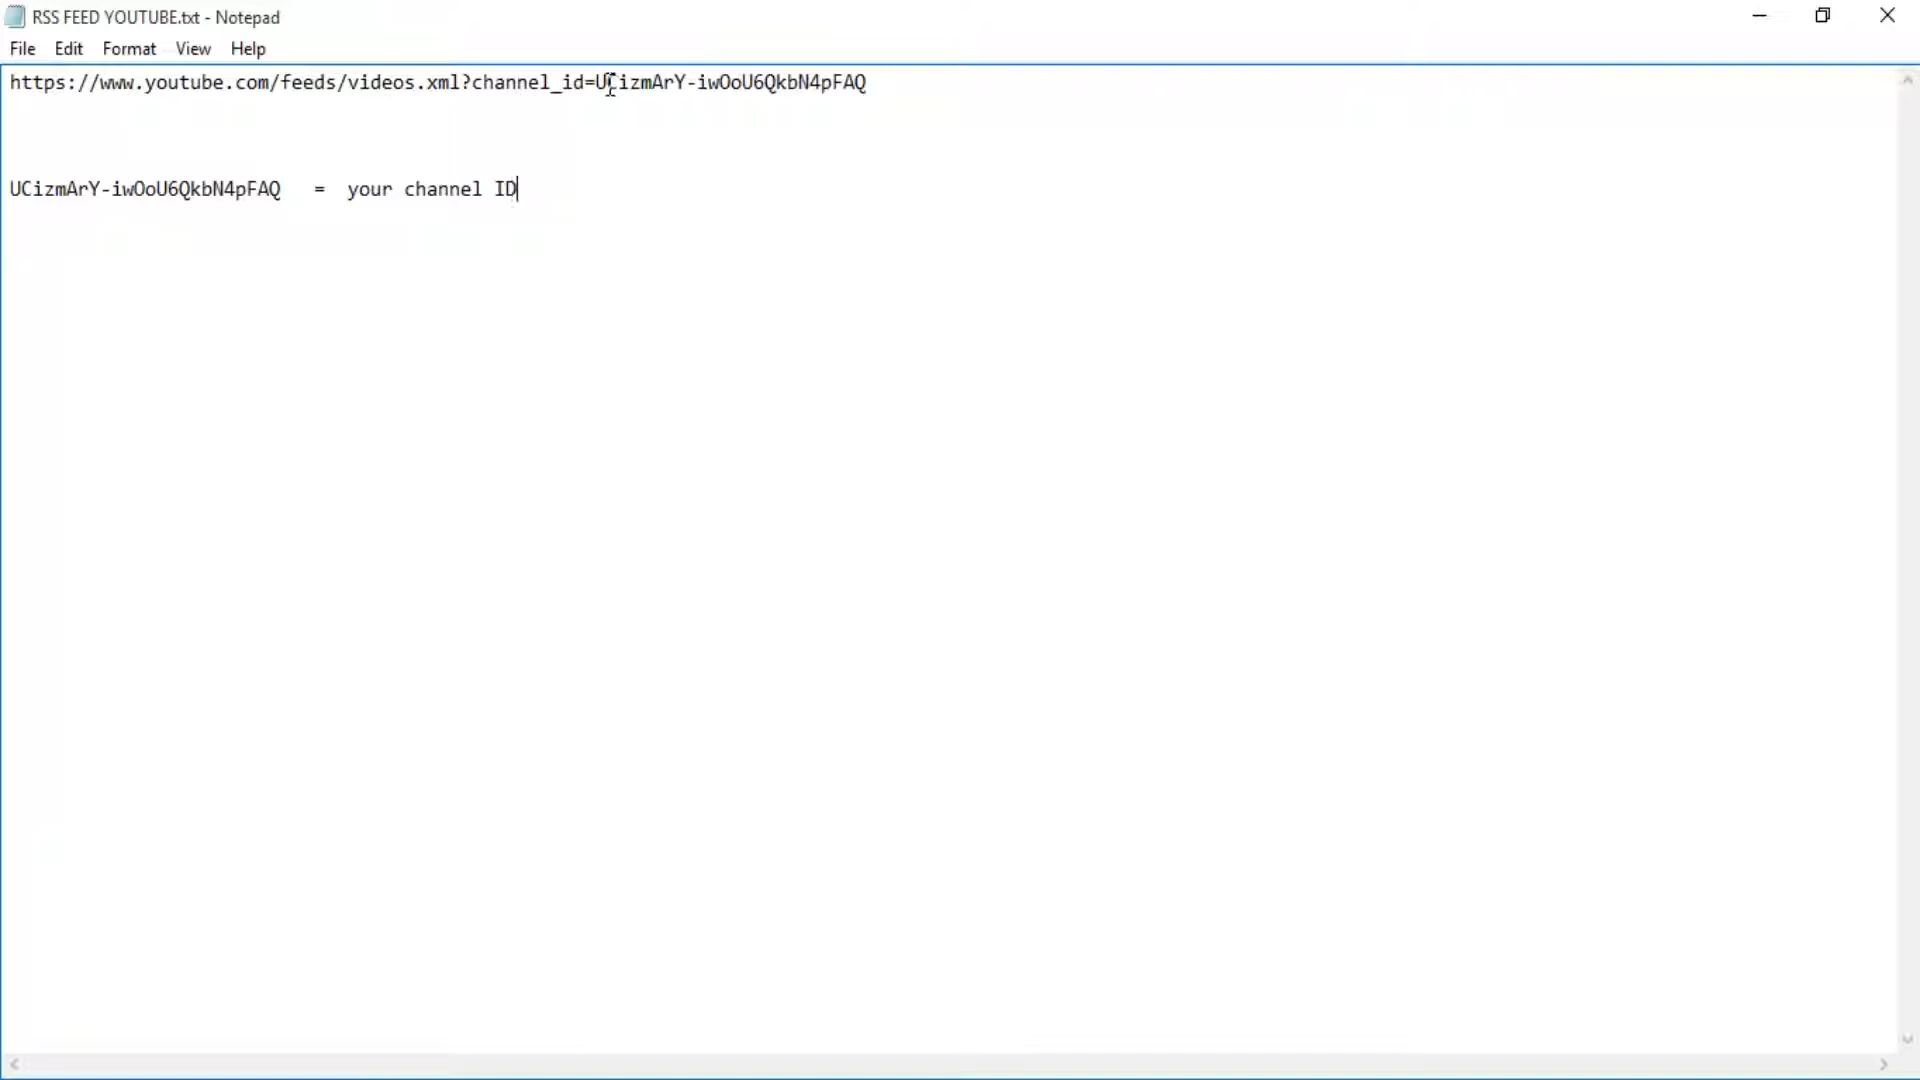 RSS FEED YOUTUBE.txt - Notepad
File Edit Format View Help
https://www.youtube.com/feeds/videos.xml?channel_id=UCizmArY-iwOoU6QkbN4pFAQ
UCizmArY-iwOoU6QkbN4pFAQ   =  your channel ID